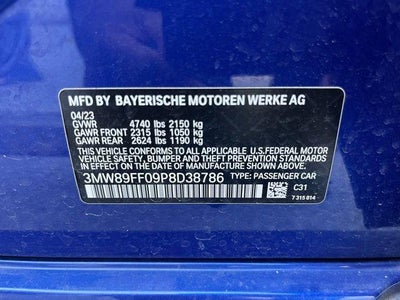 MFD BY BAYERISCHE MOTOREN WERKE AG
04/23
GVWR 4740 lbs 2150 kg
GAWR FRONT 2315 lbs 1050 kg
GAWR REAR 2624 lbs 1190 kg
THIS VEHICLE CONFORMS TO ALL APPLICABLE U.S. FEDERAL MOTOR
VEHICLE SAFETY, BUMPER, AND THEFT PREVENTION STANDARDS
IN EFFECT ON THE DATE OF MANUFACTURE SHOWN ABOVE.
3MW89FF09P8D38786 TYPE: PASSENGER CAR
C31
7 315 014